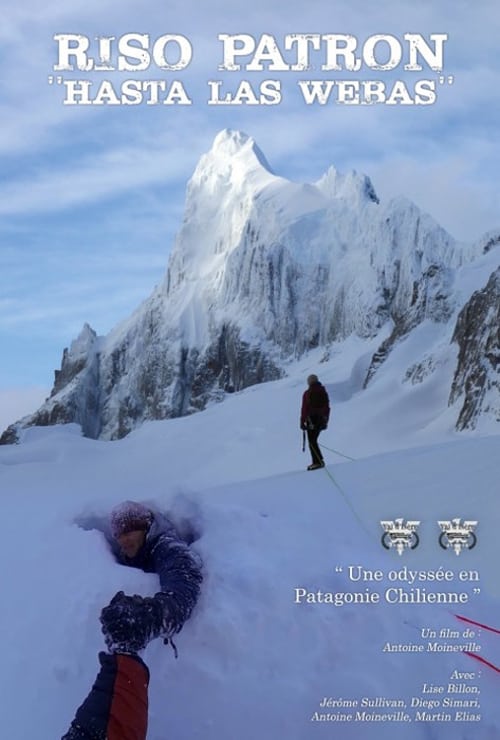 RISO PATRON
"HASTA LAS WEBAS"
“ Une odyssée en
Patagonie Chilienne ”
Un film de :
Antoine Moineville
Avec :
Lise Billon,
Jérôme Sullivan, Diego Simari,
Antoine Moineville, Martin Elias